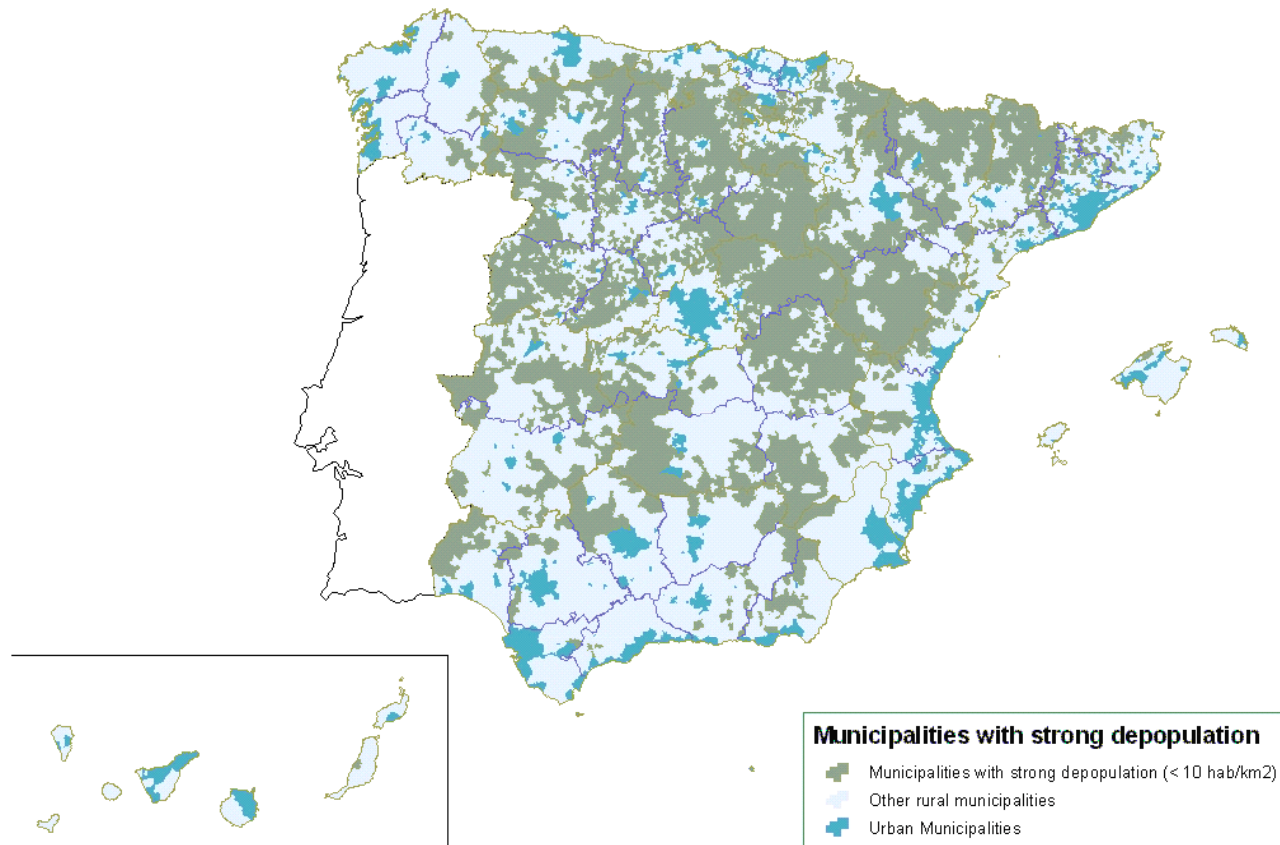 Municipalities with strong depopulation
Municipalities with strong depopulation (< 10 hab/km2)
Other rural municipalities
Urban Municipalities